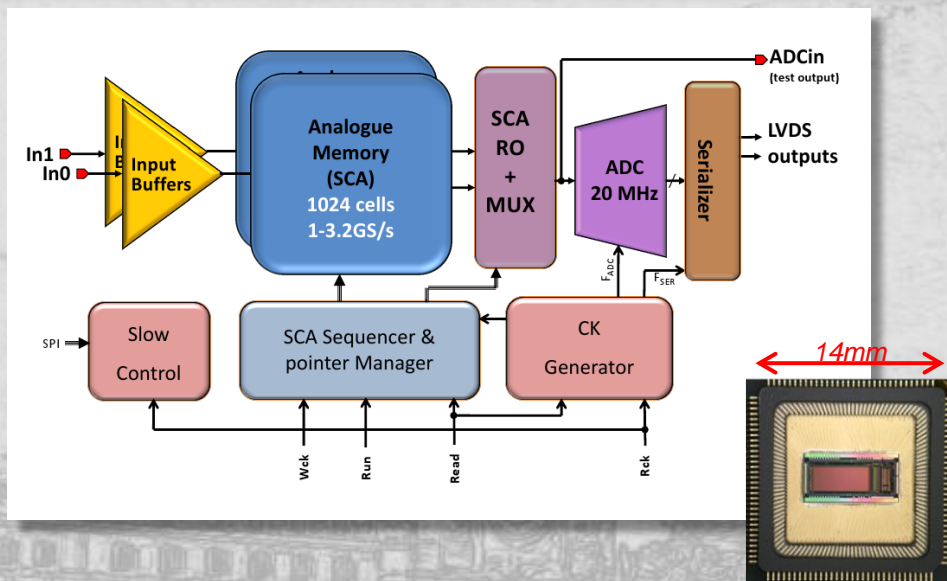 ADCin
(test output)
In1
In0
Input
Buffers
Analogue
Memory
(SCA)
1024 cells
1-3.2GS/s
SCA
RO
+
MUX
ADC
20 MHz
Serializer
LVDS
outputs
FADC
FSER
SPI
Slow
Control
SCA Sequencer &
pointer Manager
CK
Generator
14mm
Wck
Run
Read
Rck